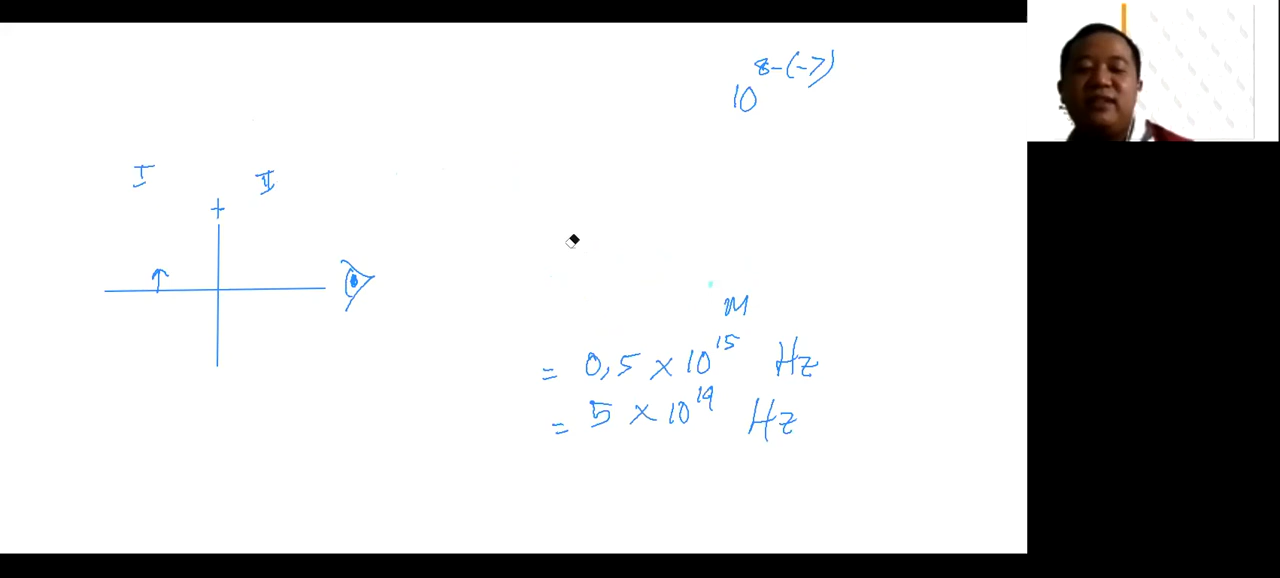 10^8-(-7)
I II
+
M
= 0,5 × 10^15 Hz
= 5 × 10^14 Hz